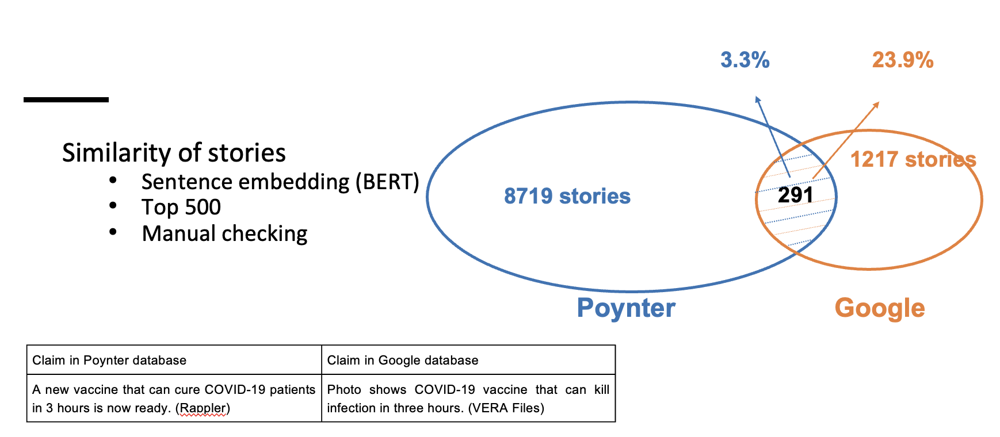 3.3%
23.9%
Similarity of stories
• Sentence embedding (BERT)
• Top 500
• Manual checking
8719 stories
291
1217 stories
Poynter
Google
Claim in Poynter database
Claim in Google database
A new vaccine that can cure COVID-19 patients
in 3 hours is now ready. (Rappler)
Photo shows COVID-19 vaccine that can kill
infection in three hours. (VERA Files)